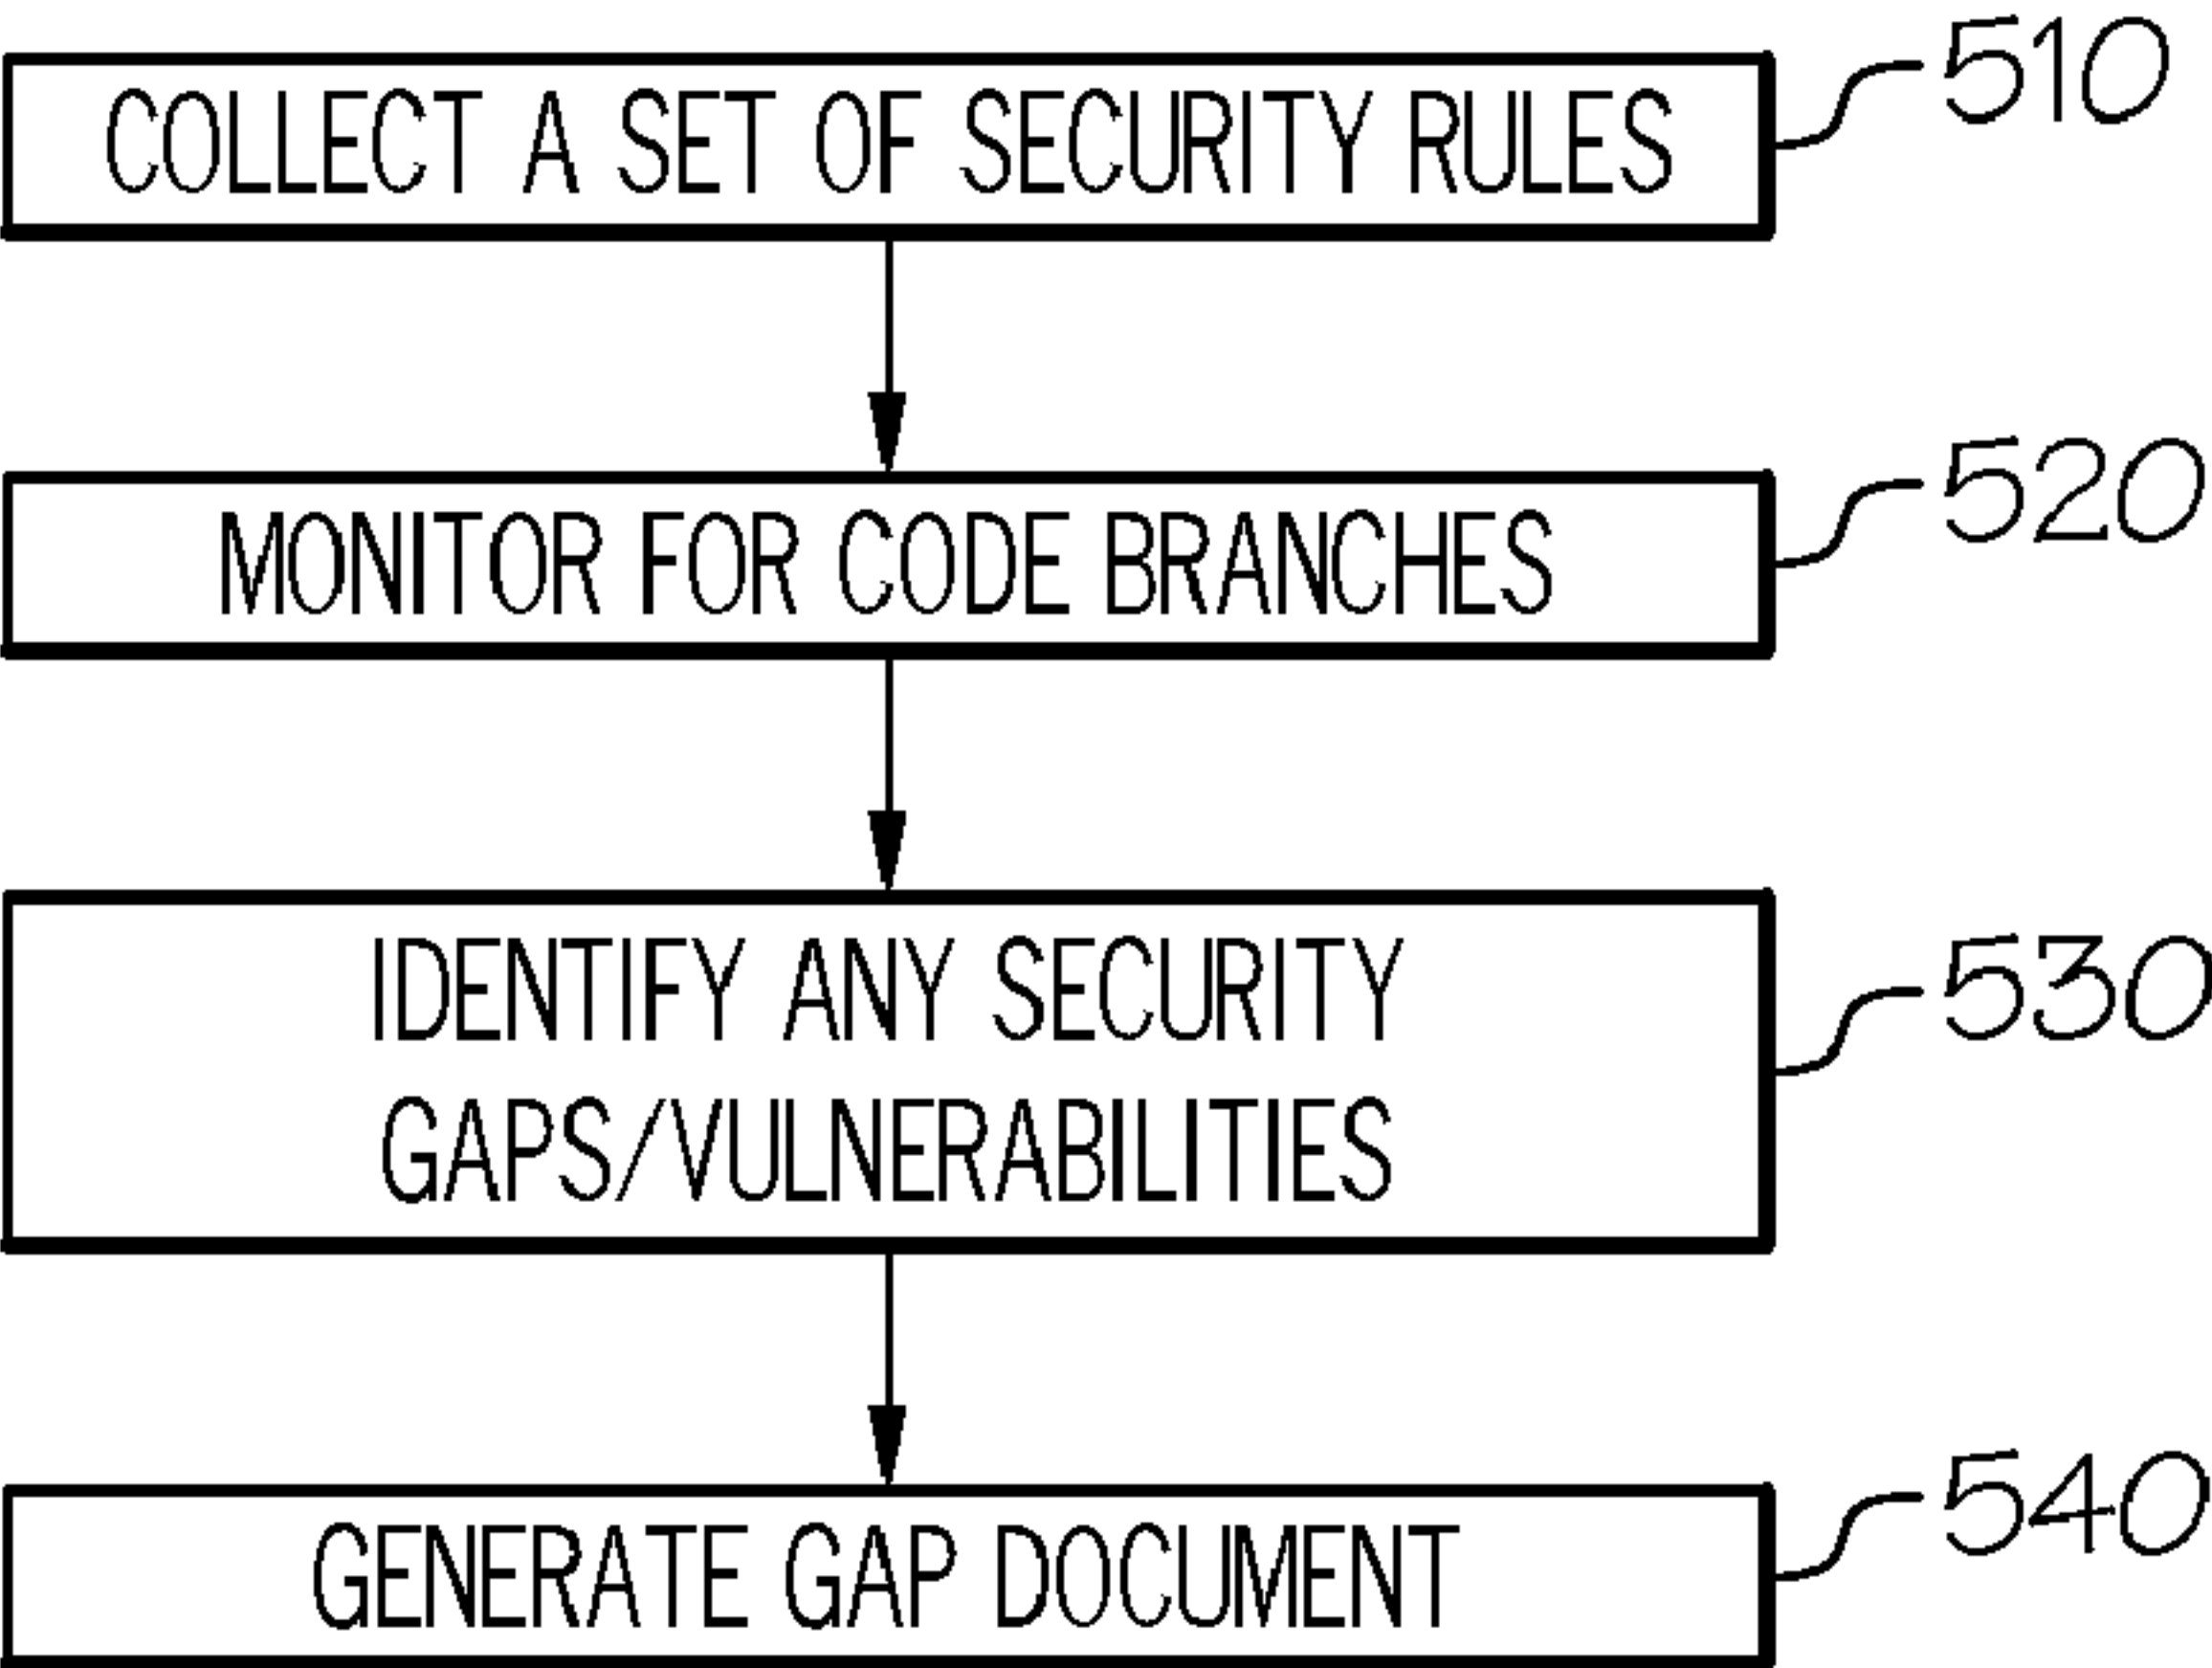 COLLECT A SET OF SECURITY RULES
510
MONITOR FOR CODE BRANCHES
520
IDENTIFY ANY SECURITY
GAPS/VULNERABILITIES
530
GENERATE GAP DOCUMENT
540